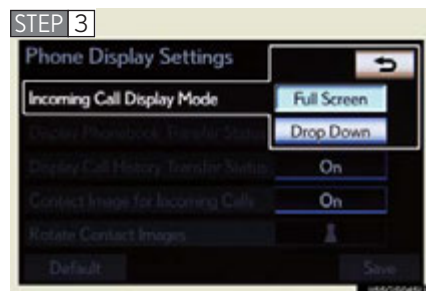 STEP 3
Phone Display Settings
Incoming Call Display Mode
Full Screen
Display Phonebook Transfer Status
Drop Down
Display Call History Transfer Status
On
Contact Image for Incoming Calls
On
Rotate Contact Images
Default
Save